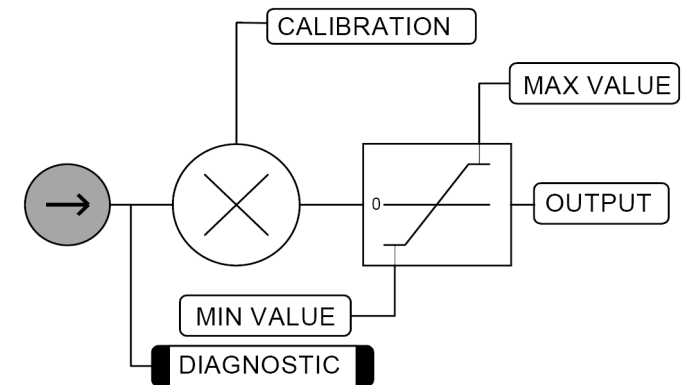 CALIBRATION
MAX VALUE
0
OUTPUT
MIN VALUE
DIAGNOSTIC